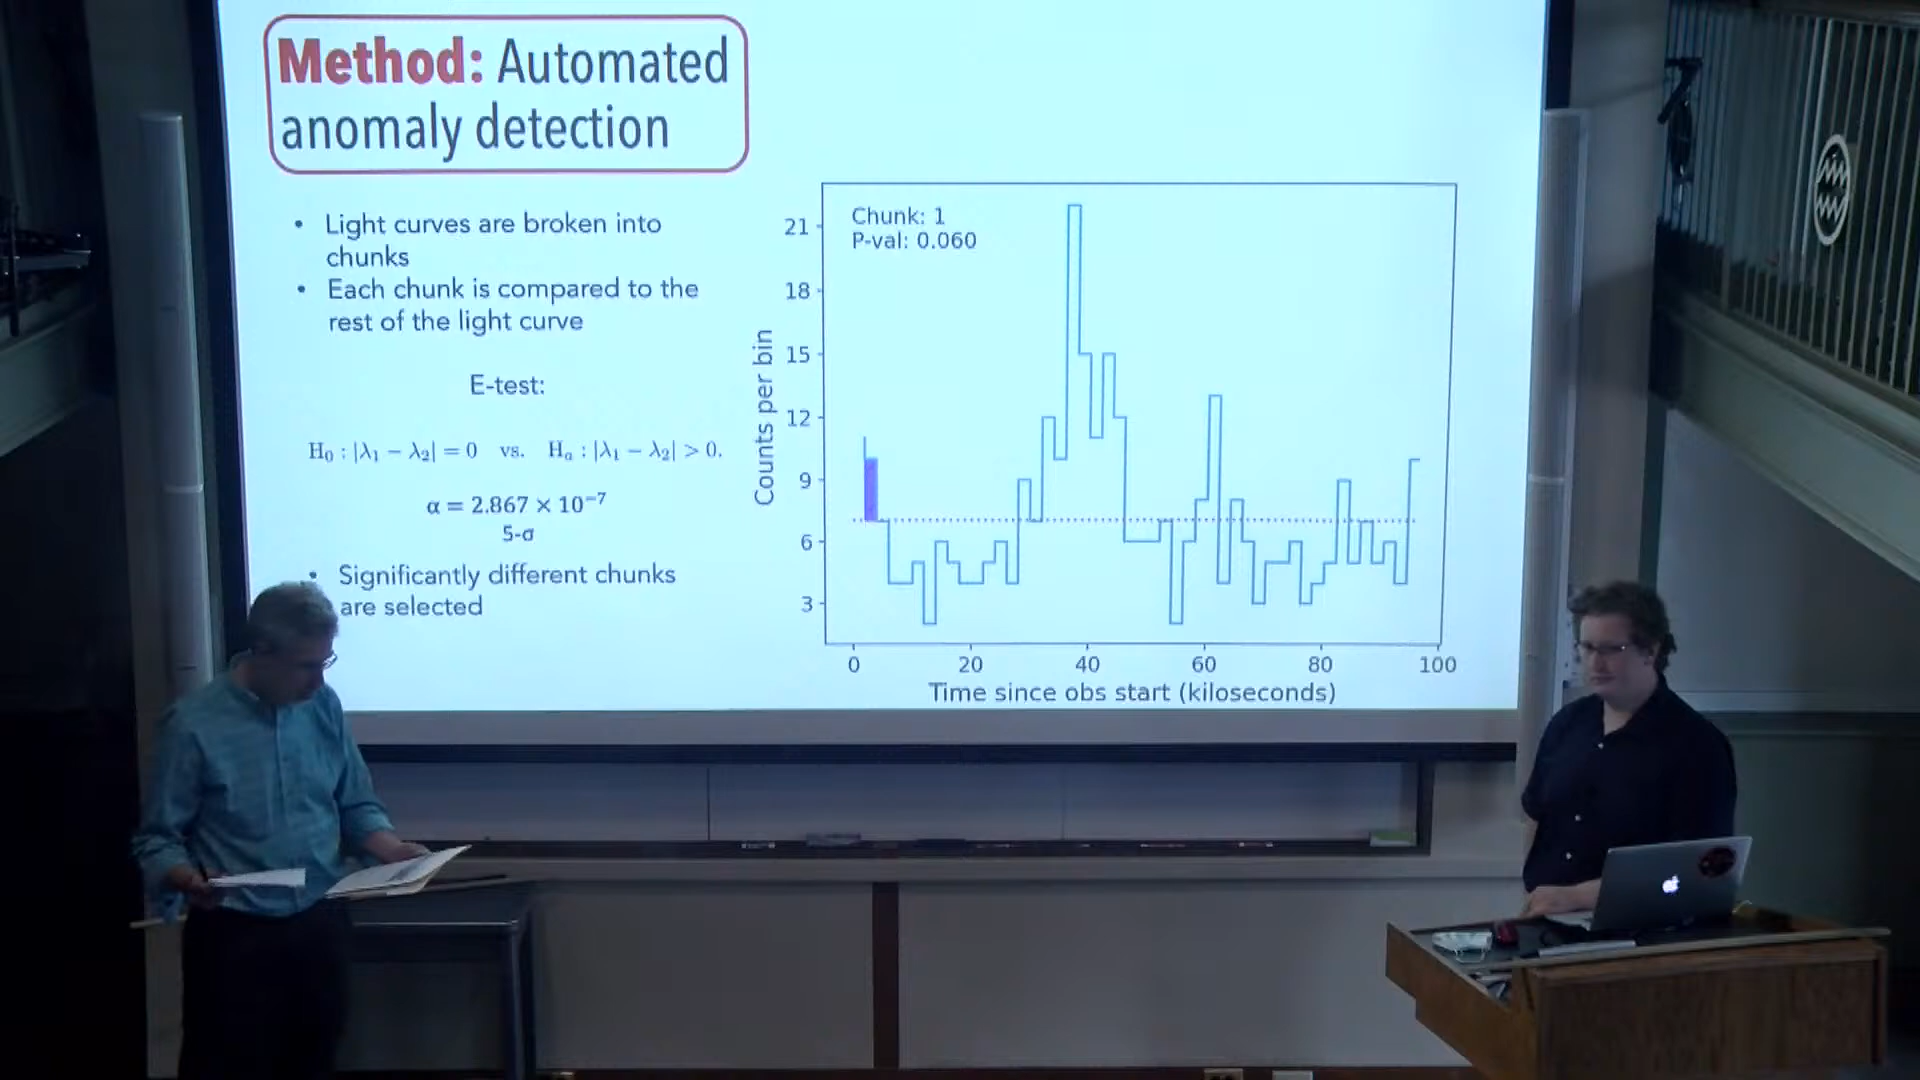 Method: Automated
anomaly detection
• Light curves are broken into
chunks
• Each chunk is compared to the
rest of the light curve
E-test:
H₀ : |λ₁ − λ₂| = 0 vs. Hₐ : |λ₁ − λ₂| > 0.
α = 2.867 × 10⁻⁷
5-σ
• Significantly different chunks
are selected
Chunk: 1
P-val: 0.060
Counts per bin
21
18
15
12
9
6
3
0 20 40 60 80 100
Time since obs start (kiloseconds)